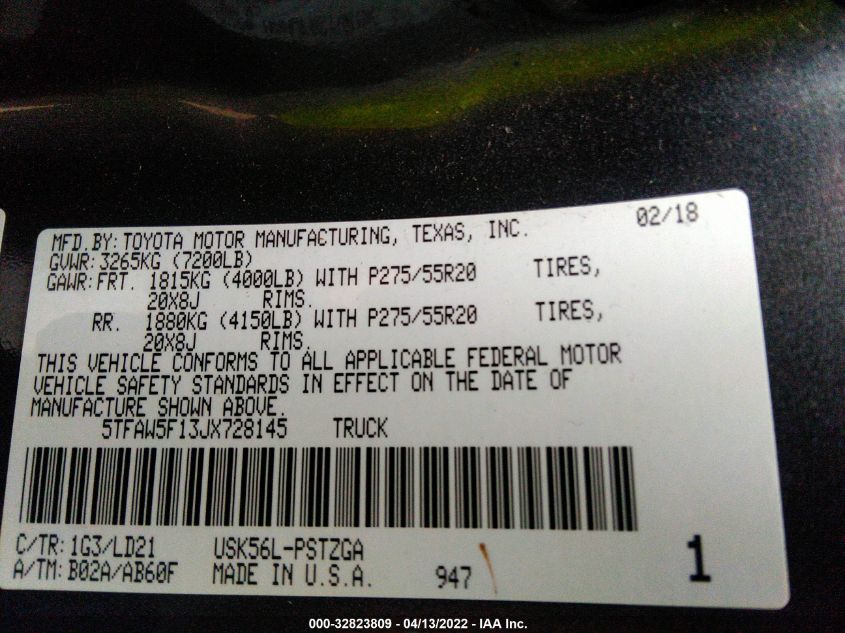 02/18
MFD.BY: TOYOTA MOTOR MANUFACTURING, TEXAS, INC.
GVWR: 3265KG (7200LB)
GAWR: FRT. 1815KG (4000LB) WITH P275/55R20 TIRES,
20X8J RIMS.
RR. 1880KG (4150LB) WITH P275/55R20 TIRES,
20X8J RIMS.
THIS VEHICLE CONFORMS TO ALL APPLICABLE FEDERAL MOTOR
VEHICLE SAFETY STANDARDS IN EFFECT ON THE DATE OF
MANUFACTURE SHOWN ABOVE.
5TFAW5F13JX728145 TRUCK
C/TR: 1G3/LD21 USK56L-PSTZGA
A/TM: B02A/AB60F MADE IN U.S.A. 947 1
000-32823809 - 04/13/2022 - IAA Inc.